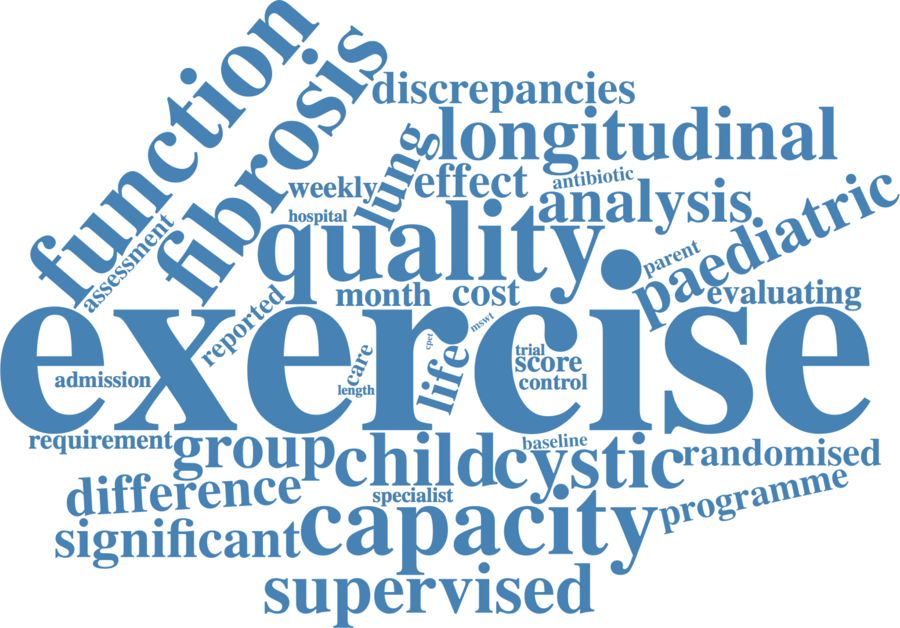 function
fibrosis
discrepancies
longitudinal
lung
weekly
effect
antibiotic
analysis
paediatric
hospital
assessment
quality
parent
reported
month
cost
evaluating
exercise
mswt
cpet
care
life
trial
score
control
admission
length
requirement
group
child
cystic
baseline
randomised
difference
specialist
programme
significant
capacity
supervised